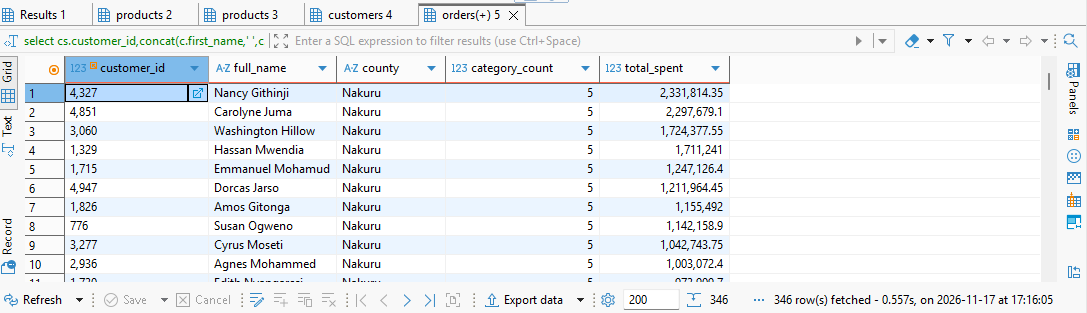 Results 1 products 2 products 3 customers 4 orders(+) 5
select cs.customer_id,concat(c.first_name,' ',c Enter a SQL expression to filter results (use Ctrl+Space)
Grid
Text
Record
Panels
123 customer_id A-Z full_name A-Z county 123 category_count 123 total_spent
1 4,327 Nancy Githinji Nakuru 5 2,331,814.35
2 4,851 Carolyne Juma Nakuru 5 2,297,679.1
3 3,060 Washington Hillow Nakuru 5 1,724,377.55
4 1,329 Hassan Mwendia Nakuru 5 1,711,241
5 1,715 Emmanuel Mohamud Nakuru 5 1,247,126.4
6 4,947 Dorcas Jarso Nakuru 5 1,211,964.45
7 1,826 Amos Gitonga Nakuru 5 1,155,492
8 776 Susan Ogweno Nakuru 5 1,142,158.9
9 3,277 Cyrus Moseti Nakuru 5 1,042,743.75
10 2,936 Agnes Mohammed Nakuru 5 1,003,072.4
Refresh Save Cancel Export data 200 346 346 row(s) fetched - 0.557s, on 2026-11-17 at 17:16:05